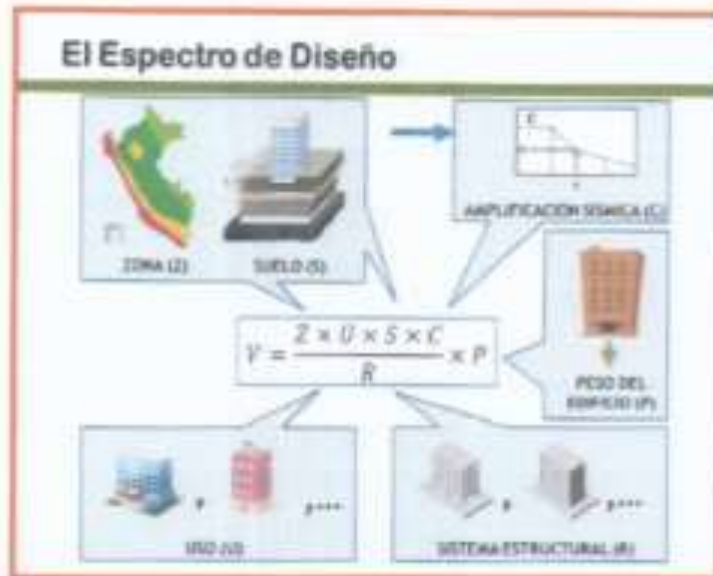 El Espectro de Diseño
C
AMPLIFICACIÓN SÍSMICA (C)
ZONA (Z)
SUELO (S)
V = Z × U × S × C / R × P
PESO DEL
EDIFICIO (P)
, , ...
USO (U)
, , ...
SISTEMA ESTRUCTURAL (R)